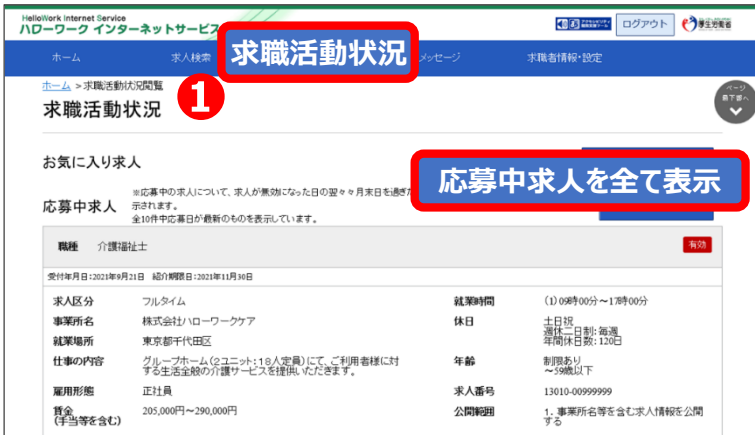 HelloWork Internet Service
ハローワーク インターネットサービス
ログアウト
厚生労働省
ホーム
求人検索
求職活動状況
メッセージ
求職者情報・設定
ホーム > 求職活動状況閲覧
求職活動状況
1
ページ
最下部へ
お気に入り求人
応募中求人を全て表示
応募中求人
※応募中の求人について、求人が無効になった日の翌々月末日を過ぎた
示されます。
全10件中応募日が最新のものを表示しています。
職種 介護福祉士
有効
受付年月日:2021年9月21日 紹介期限日:2021年11月30日
求人区分 フルタイム
事業所名 株式会社ハローワークケア
就業場所 東京都千代田区
仕事の内容 グループホーム(2ユニット:18人定員)にて、ご利用者様に対
する生活全般の介護サービスを提供いただきます。
雇用形態 正社員
賃金
(手当等を含む) 205,000円～290,000円
就業時間 (1)09時00分～17時00分
休日 土日祝
週休二日制:毎週
年間休日数:120日
年齢 制限あり
～59歳以下
求人番号 13010-00999999
公開範囲 1. 事業所名等を含む求人情報を公開
する